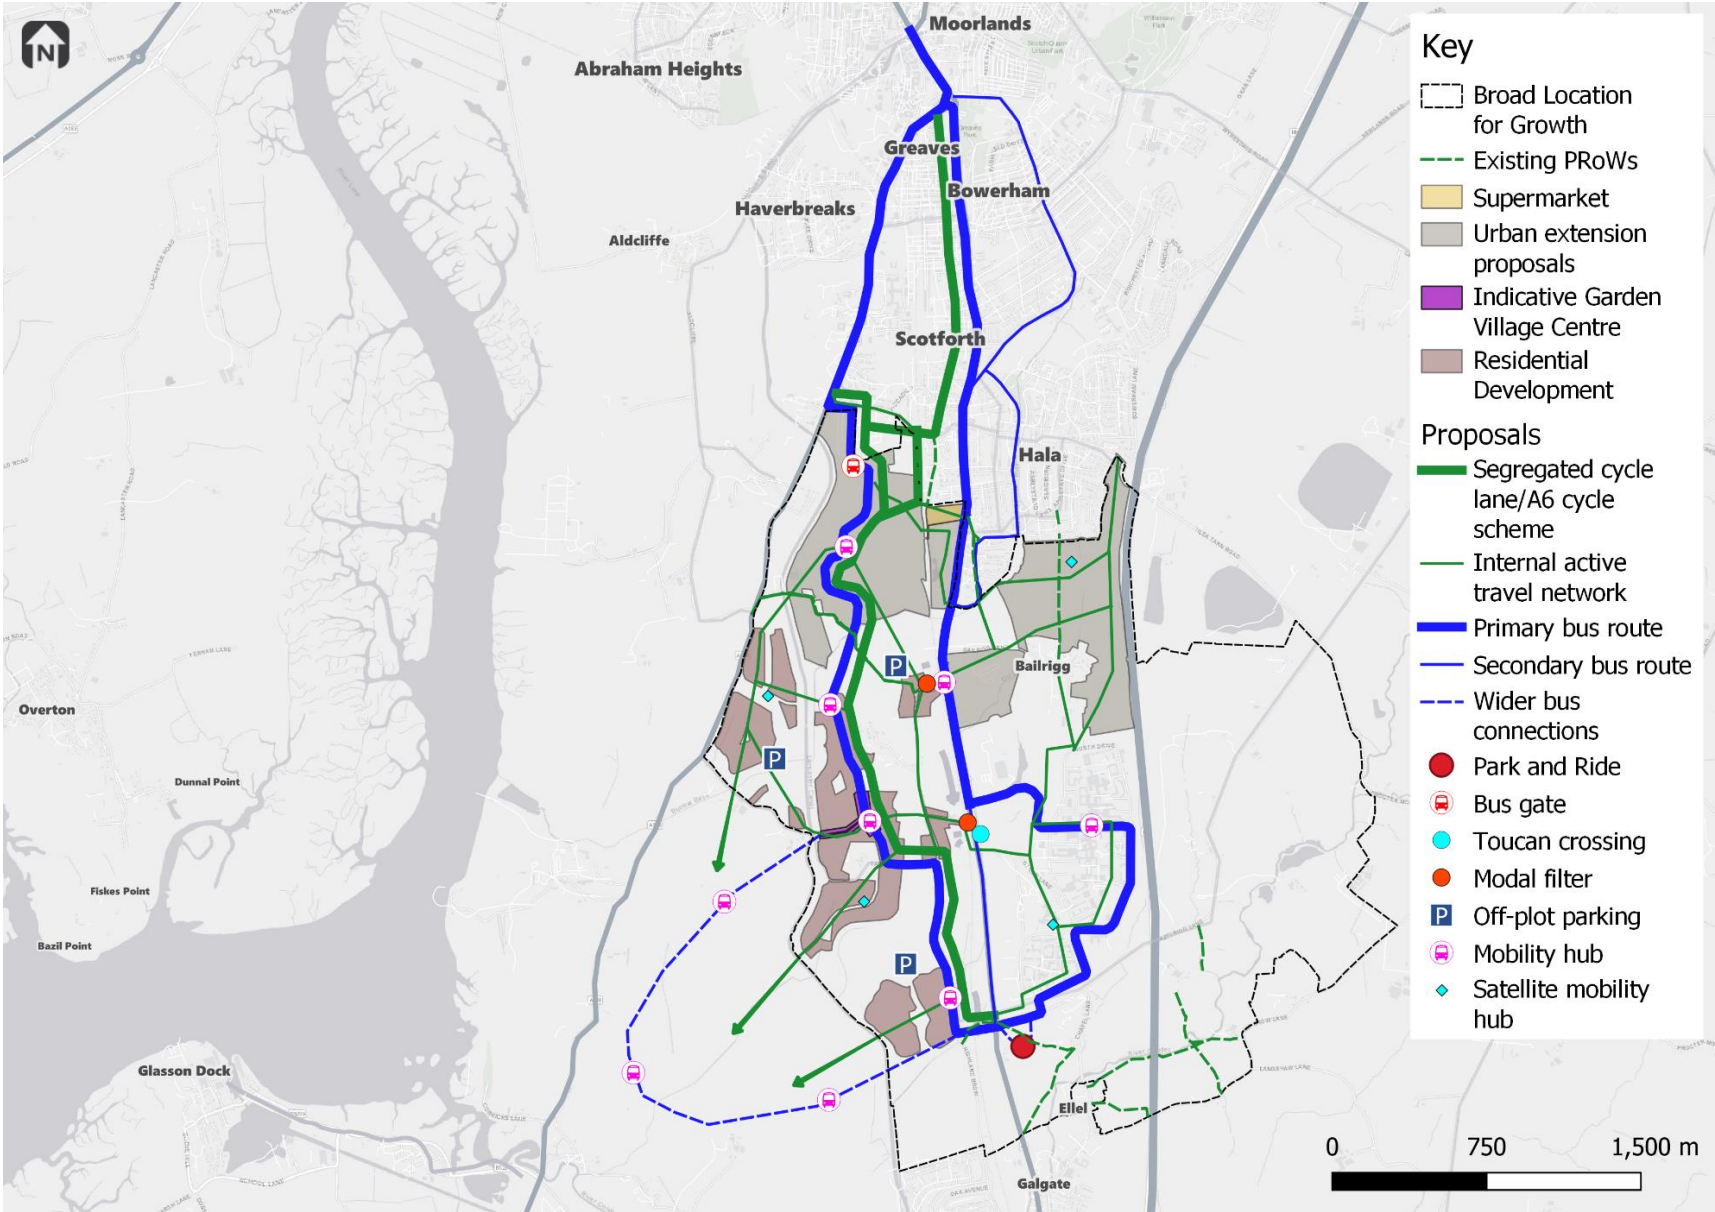 N
Moorlands
Abraham Heights
Greaves
Bowerham
Haverbreaks
Aldcliffe
Scotforth
Hala
Bailrigg
Overton
Dunnal Point
Fiskes Point
Bazil Point
Glasson Dock
Ellel
Galgate
P
P
P
Key
Broad Location
for Growth
Existing PRoWs
Supermarket
Urban extension
proposals
Indicative Garden
Village Centre
Residential
Development
Proposals
Segregated cycle
lane/A6 cycle
scheme
Internal active
travel network
Primary bus route
Secondary bus route
Wider bus
connections
Park and Ride
Bus gate
Toucan crossing
Modal filter
P Off-plot parking
Mobility hub
Satellite mobility
hub
0 750 1,500 m